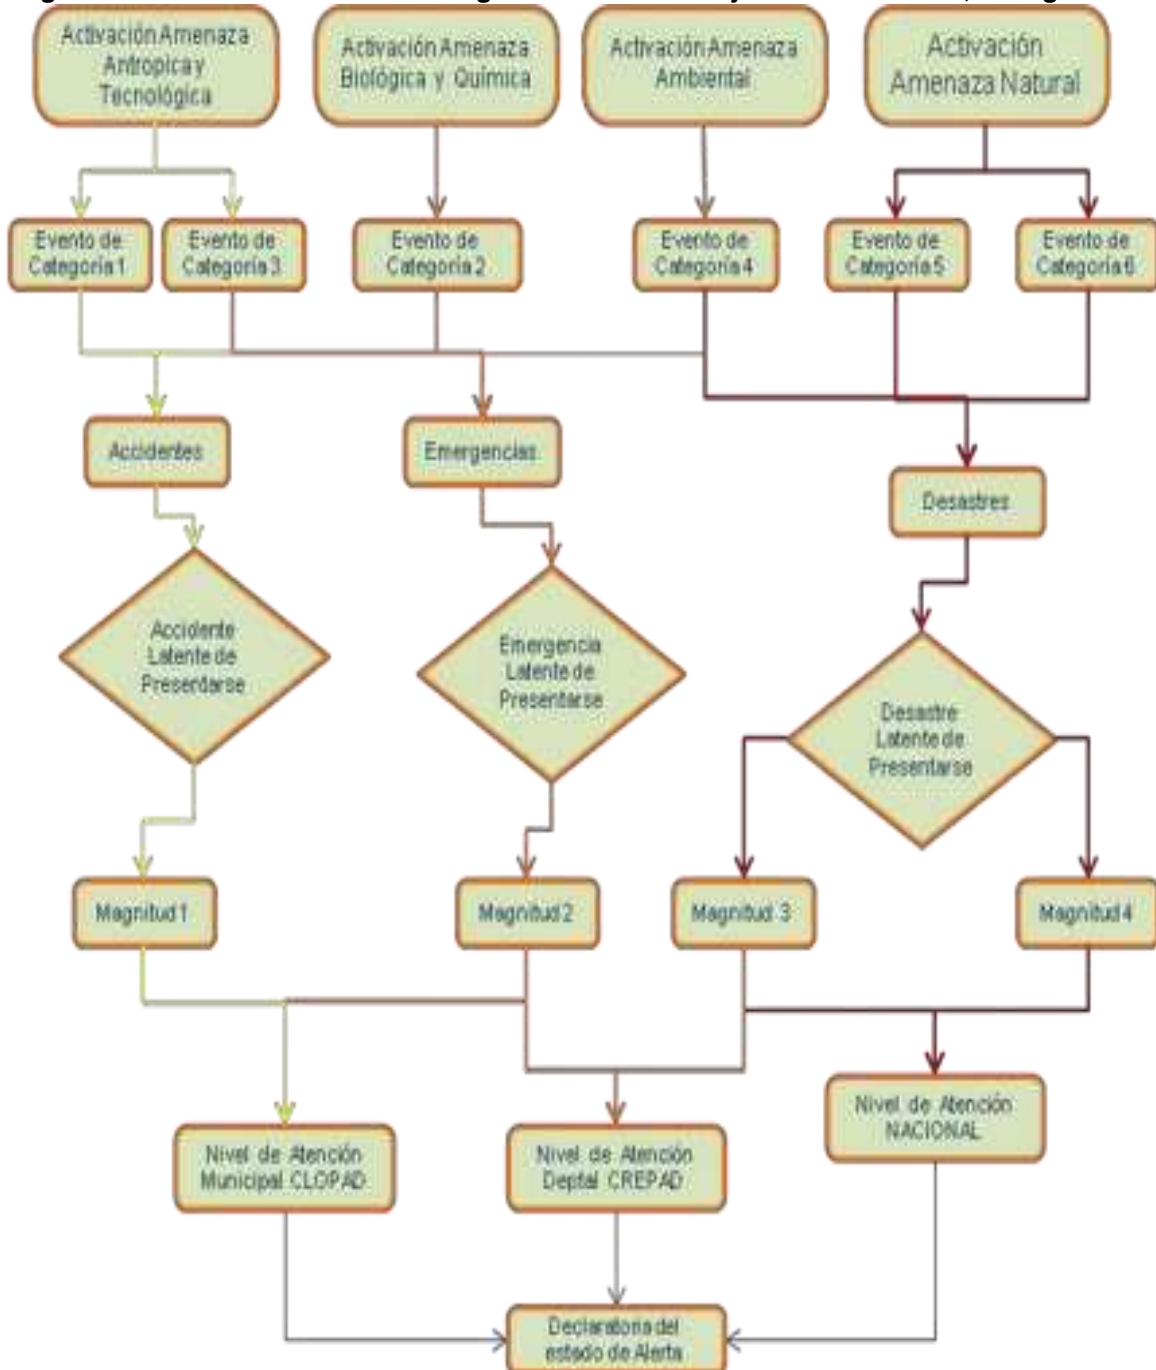 Activación Amenaza
Antropica y
Tecnológica
Activación Amenaza
Biológica y Química
Activación Amenaza
Ambiental
Activación
Amenaza Natural
Evento de
Categoría 1
Evento de
Categoría 3
Evento de
Categoría 2
Evento de
Categoría 4
Evento de
Categoría 5
Evento de
Categoría 6
Accidentes
Emergencias
Desastres
Accidente
Latente de
Presentarse
Emergencia
Latente de
Presentarse
Desastre
Latente de
Presentarse
Magnitud 1
Magnitud 2
Magnitud 3
Magnitud 4
Nivel de Atención
Municipal CLOPAD
Nivel de Atención
Deptal CREPAD
Nivel de Atención
NACIONAL
Declaratoria del
estado de Alerta